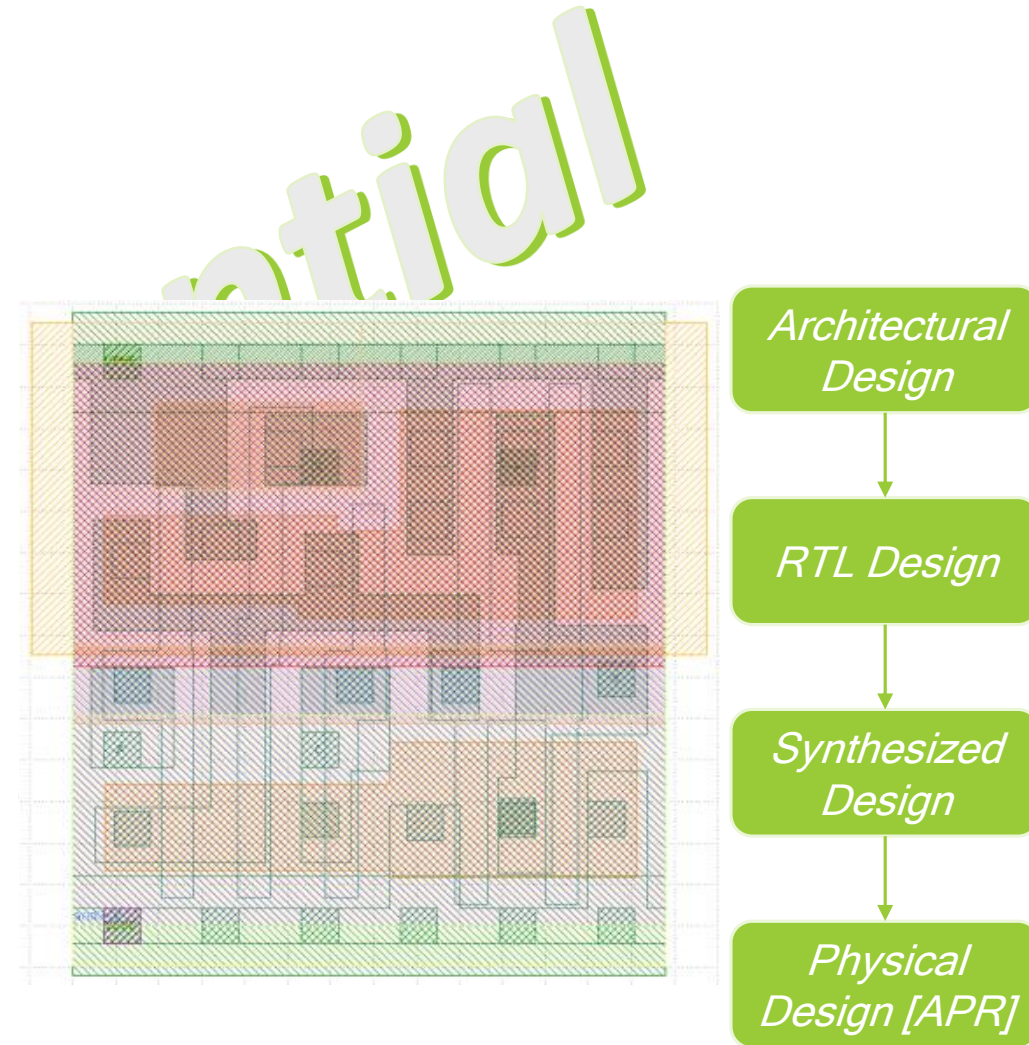 ntial
Architectural
Design
RTL Design
Synthesized
Design
Physical
Design [APR]